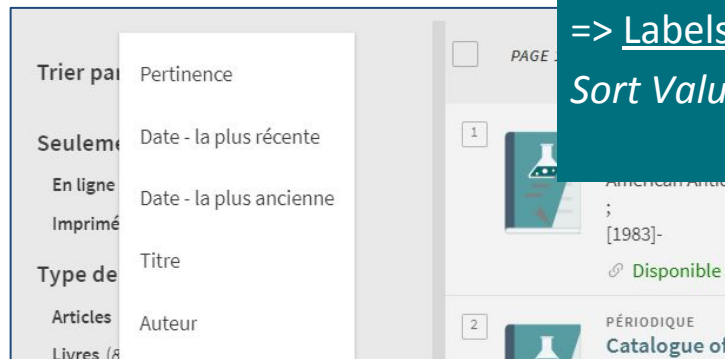 => Labels
Sort Valu
Trier par
Pertinence
Date - la plus récente
Date - la plus ancienne
Titre
Auteur
Seuleme
En ligne
Imprimé
Type de
Articles
Livres (8
PAGE
1
;
[1983]-
Disponible
2
PÉRIODIQUE
Catalogue of